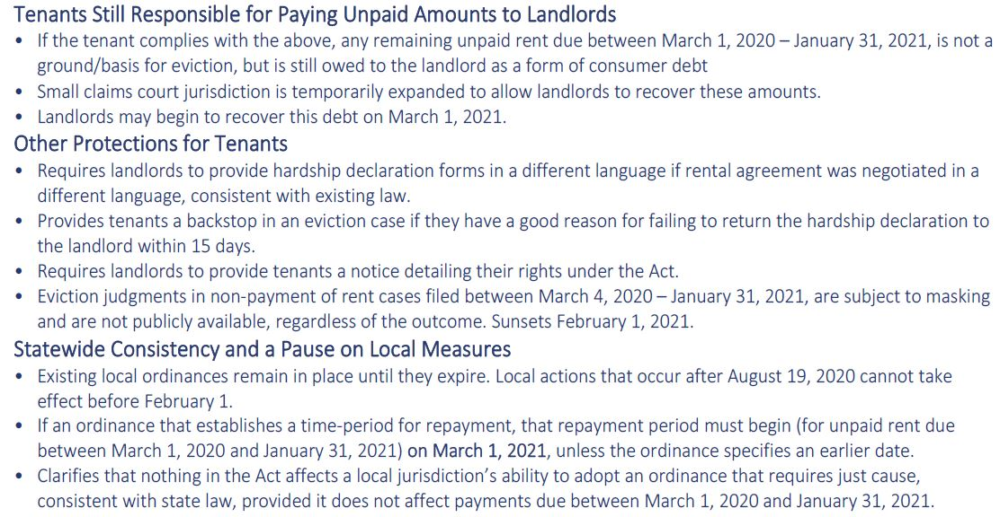 Tenants Still Responsible for Paying Unpaid Amounts to Landlords
• If the tenant complies with the above, any remaining unpaid rent due between March 1, 2020 – January 31, 2021, is not a
ground/basis for eviction, but is still owed to the landlord as a form of consumer debt
• Small claims court jurisdiction is temporarily expanded to allow landlords to recover these amounts.
• Landlords may begin to recover this debt on March 1, 2021.
Other Protections for Tenants
• Requires landlords to provide hardship declaration forms in a different language if rental agreement was negotiated in a
different language, consistent with existing law.
• Provides tenants a backstop in an eviction case if they have a good reason for failing to return the hardship declaration to
the landlord within 15 days.
• Requires landlords to provide tenants a notice detailing their rights under the Act.
• Eviction judgments in non-payment of rent cases filed between March 4, 2020 – January 31, 2021, are subject to masking
and are not publicly available, regardless of the outcome. Sunsets February 1, 2021.
Statewide Consistency and a Pause on Local Measures
• Existing local ordinances remain in place until they expire. Local actions that occur after August 19, 2020 cannot take
effect before February 1.
• If an ordinance that establishes a time-period for repayment, that repayment period must begin (for unpaid rent due
between March 1, 2020 and January 31, 2021) on March 1, 2021, unless the ordinance specifies an earlier date.
• Clarifies that nothing in the Act affects a local jurisdiction’s ability to adopt an ordinance that requires just cause,
consistent with state law, provided it does not affect payments due between March 1, 2020 and January 31, 2021.